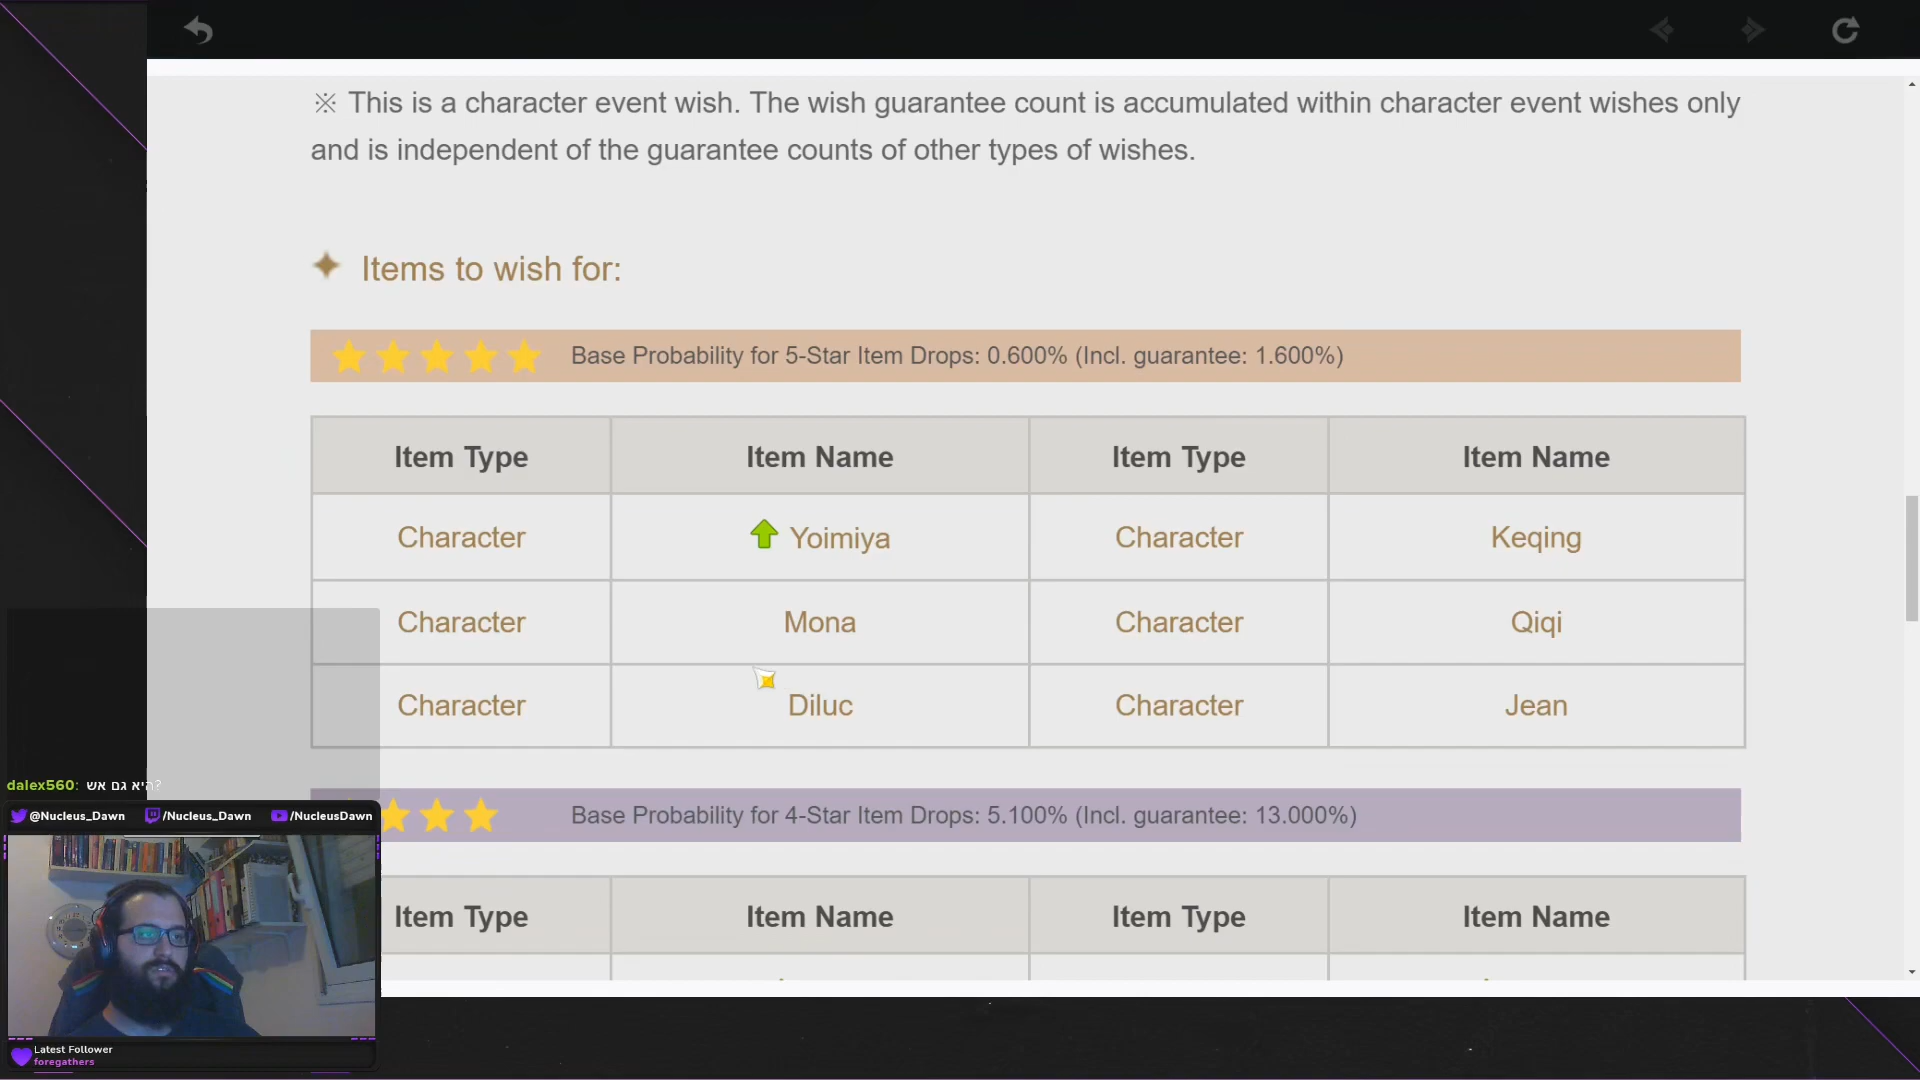 ※ This is a character event wish. The wish guarantee count is accumulated within character event wishes only
and is independent of the guarantee counts of other types of wishes.
Items to wish for:
Base Probability for 5-Star Item Drops: 0.600% (Incl. guarantee: 1.600%)
Item Type Item Name Item Type Item Name
Character Yoimiya Character Keqing
Character Mona Character Qiqi
Character Diluc Character Jean
Base Probability for 4-Star Item Drops: 5.100% (Incl. guarantee: 13.000%)
Item Type Item Name Item Type Item Name
dalex560: היא גם אש?
@Nucleus_Dawn /Nucleus_Dawn /NucleusDawn
Latest Follower
foregathers